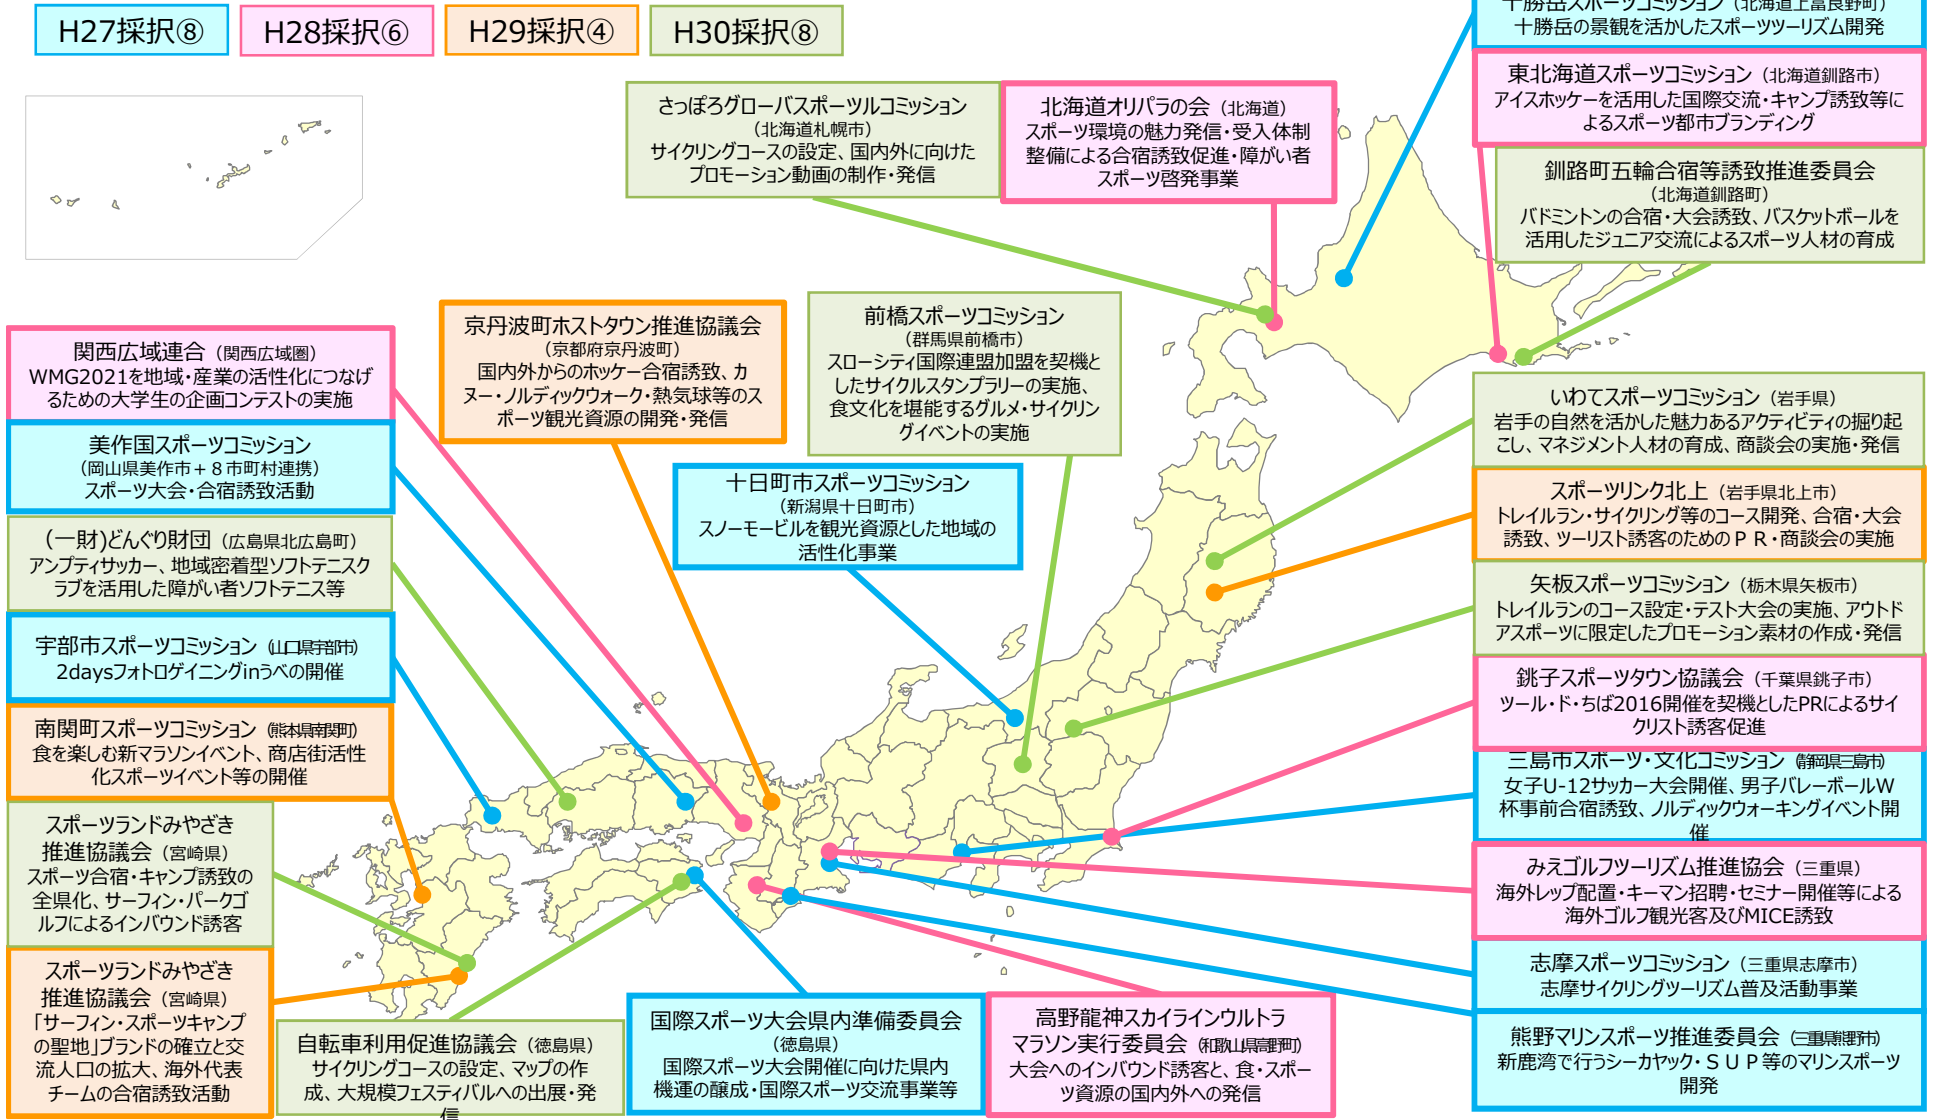 H27採択⑧
H28採択⑥
H29採択④
H30採択⑧
十勝岳スポーツコミッション（北海道上富良野町）
十勝岳の景観を活かしたスポーツツーリズム開発
東北海道スポーツコミッション（北海道釧路市）
アイスホッケーを活用した国際交流・キャンプ誘致等に
よるスポーツ都市ブランディング
さっぽろグローバスポーツルコミッション
（北海道札幌市）
サイクリングコースの設定、国内外に向けた
プロモーション動画の制作・発信
北海道オリパラの会（北海道）
スポーツ環境の魅力発信・受入体制
整備による合宿誘致促進・障がい者
スポーツ啓発事業
釧路町五輪合宿等誘致推進委員会
（北海道釧路町）
バドミントンの合宿・大会誘致、バスケットボールを
活用したジュニア交流によるスポーツ人材の育成
関西広域連合（関西広域圏）
WMG2021を地域・産業の活性化につなげ
るための大学生の企画コンテストの実施
京丹波町ホストタウン推進協議会
（京都府京丹波町）
国内外からのホッケー合宿誘致、カ
ヌー・ノルディックウォーク・熱気球等のス
ポーツ観光資源の開発・発信
前橋スポーツコミッション
（群馬県前橋市）
スローシティ国際連盟加盟を契機と
したサイクルスタンプラリーの実施、
食文化を堪能するグルメ・サイクリン
グイベントの実施
いわてスポーツコミッション（岩手県）
岩手の自然を活かした魅力あるアクティビティの掘り起
こし、マネジメント人材の育成、商談会の実施・発信
美作国スポーツコミッション
（岡山県美作市＋８市町村連携）
スポーツ大会・合宿誘致活動
十日町市スポーツコミッション
（新潟県十日町市）
スノーモービルを観光資源とした地域の
活性化事業
スポーツリンク北上（岩手県北上市）
トレイルラン・サイクリング等のコース開発、合宿・大会
誘致、ツーリスト誘客のためのＰＲ・商談会の実施
(一財)どんぐり財団（広島県北広島町）
アンプティサッカー、地域密着型ソフトテニスク
ラブを活用した障がい者ソフトテニス等
矢板スポーツコミッション（栃木県矢板市）
トレイルランのコース設定・テスト大会の実施、アウトド
アスポーツに限定したプロモーション素材の作成・発信
宇部市スポーツコミッション（山口県宇部市）
2daysフォトロゲイニングinうべの開催
銚子スポーツタウン協議会（千葉県銚子市）
ツール・ド・ちば2016開催を契機としたPRによるサイ
クリスト誘客促進
南関町スポーツコミッション（熊本県南関町）
食を楽しむ新マラソンイベント、商店街活性
化スポーツイベント等の開催
三島市スポーツ・文化コミッション（静岡県三島市）
女子U-12サッカー大会開催、男子バレーボールW
杯事前合宿誘致、ノルディックウォーキングイベント開
催
スポーツランドみやざき
推進協議会（宮崎県）
スポーツ合宿・キャンプ誘致の
全県化、サーフィン・パークゴ
ルフによるインバウンド誘客
みえゴルフツーリズム推進協会（三重県）
海外レップ配置・キーマン招聘・セミナー開催等による
海外ゴルフ観光客及びMICE誘致
スポーツランドみやざき
推進協議会（宮崎県）
「サーフィン・スポーツキャンプ
の聖地」ブランドの確立と交
流人口の拡大、海外代表
チームの合宿誘致活動
志摩スポーツコミッション（三重県志摩市）
志摩サイクリングツーリズム普及活動事業
自転車利用促進協議会（徳島県）
サイクリングコースの設定、マップの作
成、大規模フェスティバルへの出展・発
信
国際スポーツ大会県内準備委員会
（徳島県）
国際スポーツ大会開催に向けた県内
機運の醸成・国際スポーツ交流事業等
高野龍神スカイラインウルトラ
マラソン実行委員会（和歌山県高野町）
大会へのインバウンド誘客と、食・スポー
ツ資源の国内外への発信
熊野マリンスポーツ推進委員会（三重県熊野市）
新鹿湾で行うシーカヤック・ＳＵＰ等のマリンスポーツ
開発